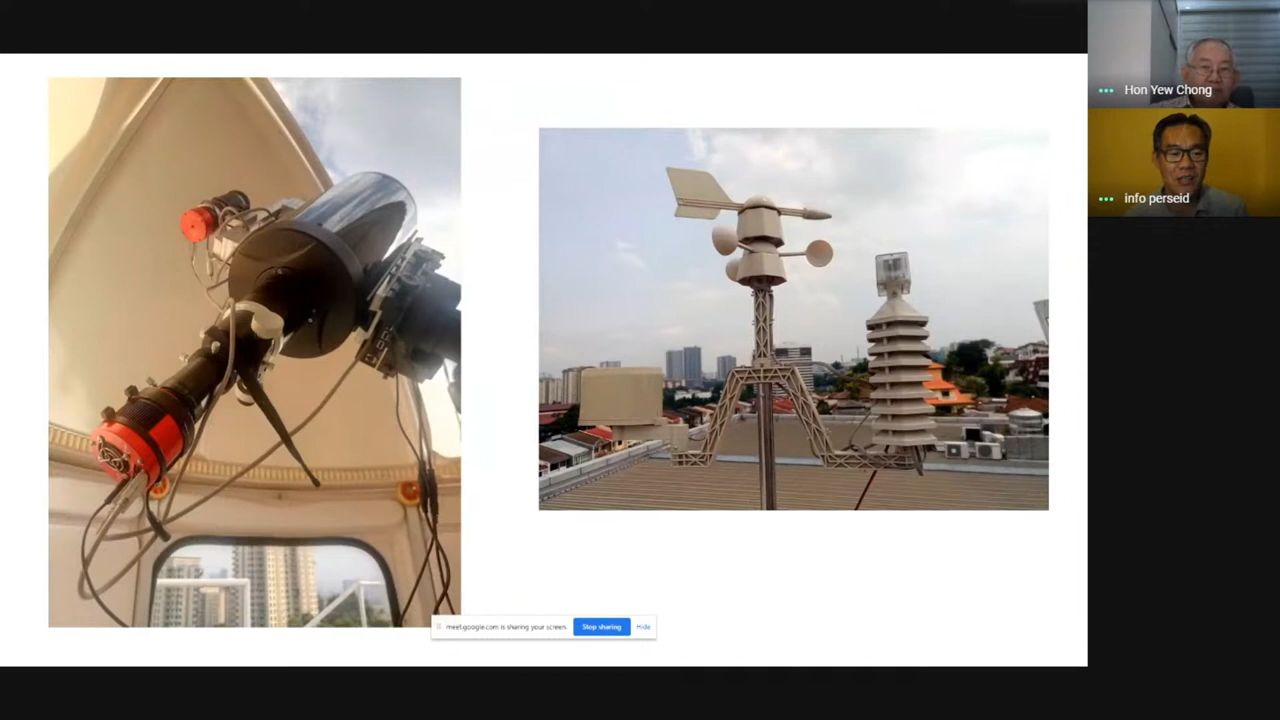 Hon Yew Chong
info perseid
meet.google.com is sharing your screen.
Stop sharing
Hide